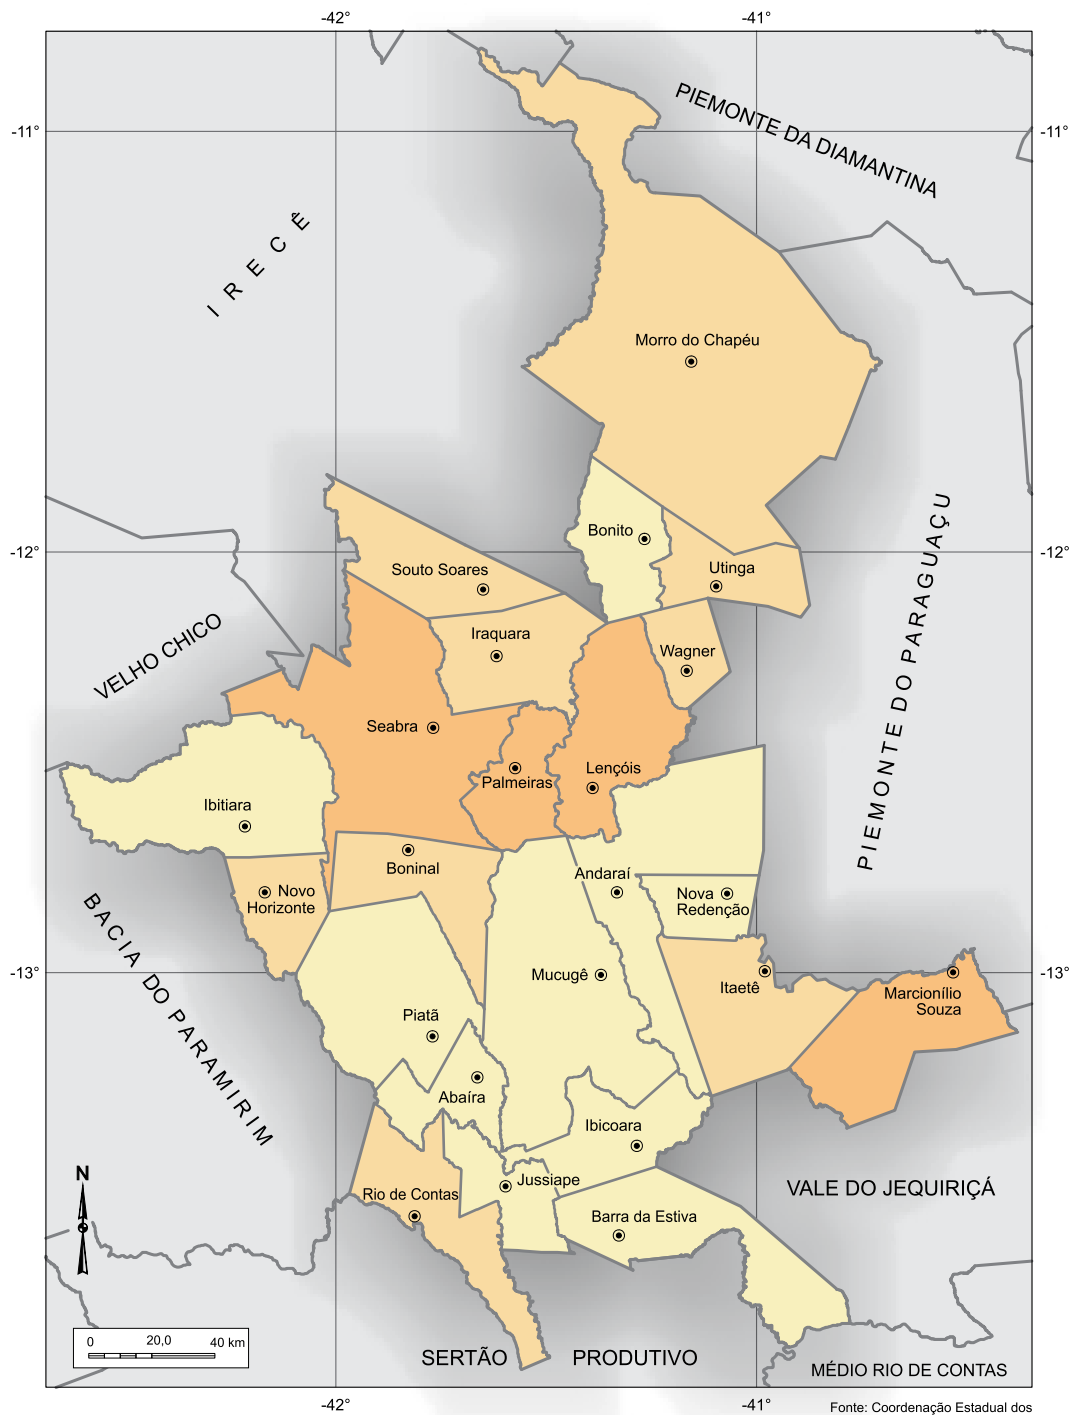 -42°
-41°
-11°
-11°
PIEMONTE DA DIAMANTINA
IRECÊ
Morro do Chapéu
PIEMONTE DO PARAGUAÇU
Bonito
-12°
-12°
Souto Soares
Utinga
VELHO CHICO
Iraquara
Wagner
Seabra
Lençóis
Palmeiras
Ibitiara
Boninal
Andaraí
Novo
Horizonte
Nova
Redenção
BACIA DO PARAMIRIM
-13°
-13°
Mucugê
Itaetê
Marcionílio
Souza
Piatã
Abaíra
Ibicoara
N
Jussiape
VALE DO JEQUIRIÇÁ
Rio de Contas
Barra da Estiva
0
20,0
40 km
SERTÃO PRODUTIVO
MÉDIO RIO DE CONTAS
-42°
-41°
Fonte: Coordenação Estadual dos